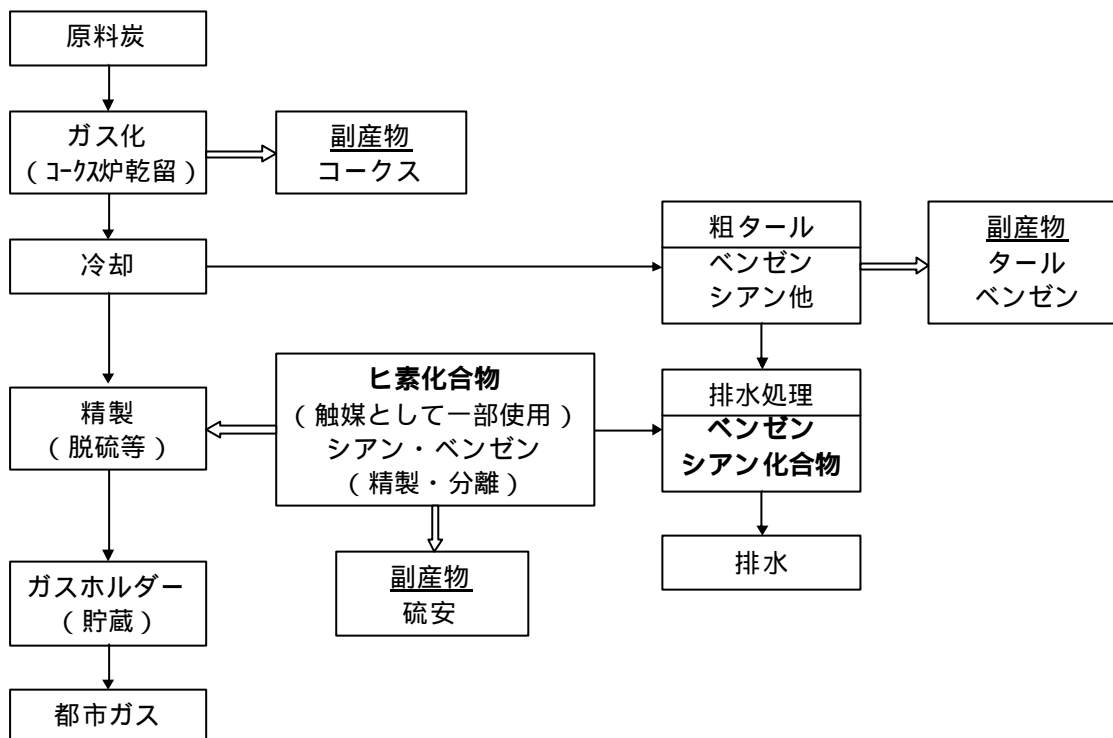 原料炭
ガス化
（コークス炉乾留）
副産物
コークス
冷却
粗タール
ベンゼン
シアン他
副産物
タール
ベンゼン
精製
（脱硫等）
ヒ素化合物
（触媒として一部使用）
シアン・ベンゼン
（精製・分離）
排水処理
ベンゼン
シアン化合物
副産物
硫安
排水
ガスホルダー
（貯蔵）
都市ガス